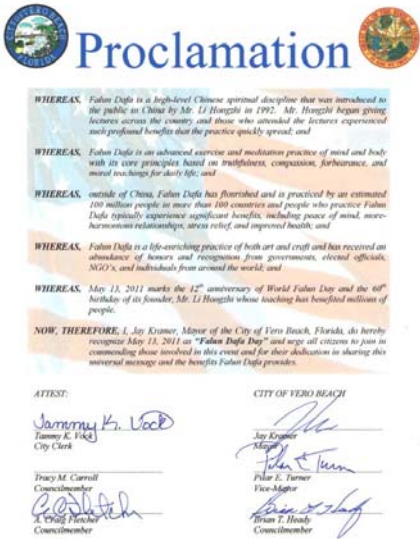 CITY OF VERO BEACH
FLORIDA
Proclamation
WHEREAS, Falun Dafa is a high-level Chinese spiritual discipline that was introduced to
the public in China by Mr. Li Hongzhi in 1992. Mr. Hongzhi began giving
lectures across the country and those who attended the lectures experienced
such profound benefits that the practice quickly spread; and
WHEREAS, Falun Dafa is an advanced exercise and meditation practice of mind and body
with its core principles based on truthfulness, compassion, forbearance, and
moral teachings for daily life; and
WHEREAS, outside of China, Falun Dafa has flourished and is practiced by an estimated
100 million people in more than 100 countries and people who practice Falun
Dafa typically experience significant benefits, including peace of mind, more-
harmonious relationships, stress relief, and improved health; and
WHEREAS, Falun Dafa is a life-enriching practice of both art and craft and has received an
abundance of honors and recognition from governments, elected officials,
NGO's, and individuals from around the world; and
WHEREAS, May 13, 2011 marks the 12th anniversary of World Falun Day and the 60th
birthday of its founder, Mr. Li Hongzhi whose teaching has benefited millions of
people.
NOW, THEREFORE, I, Jay Kramer, Mayor of the City of Vero Beach, Florida, do hereby
recognize May 13, 2011 as "Falun Dafa Day" and urge all citizens to join in
commending those involved in this event and for their dedication in sharing this
universal message and the benefits Falun Dafa provides.
ATTEST:
CITY OF VERO BEACH
Tammy K. Vock
Tammy K. Vock
City Clerk
Jay Kramer
Mayor
Tracy M. Carroll
Councilmember
Pilar E. Turner
Pilar E. Turner
Vice-Mayor
A. Craig Fletcher
Councilmember
Brian T. Heady
Brian T. Heady
Councilmember